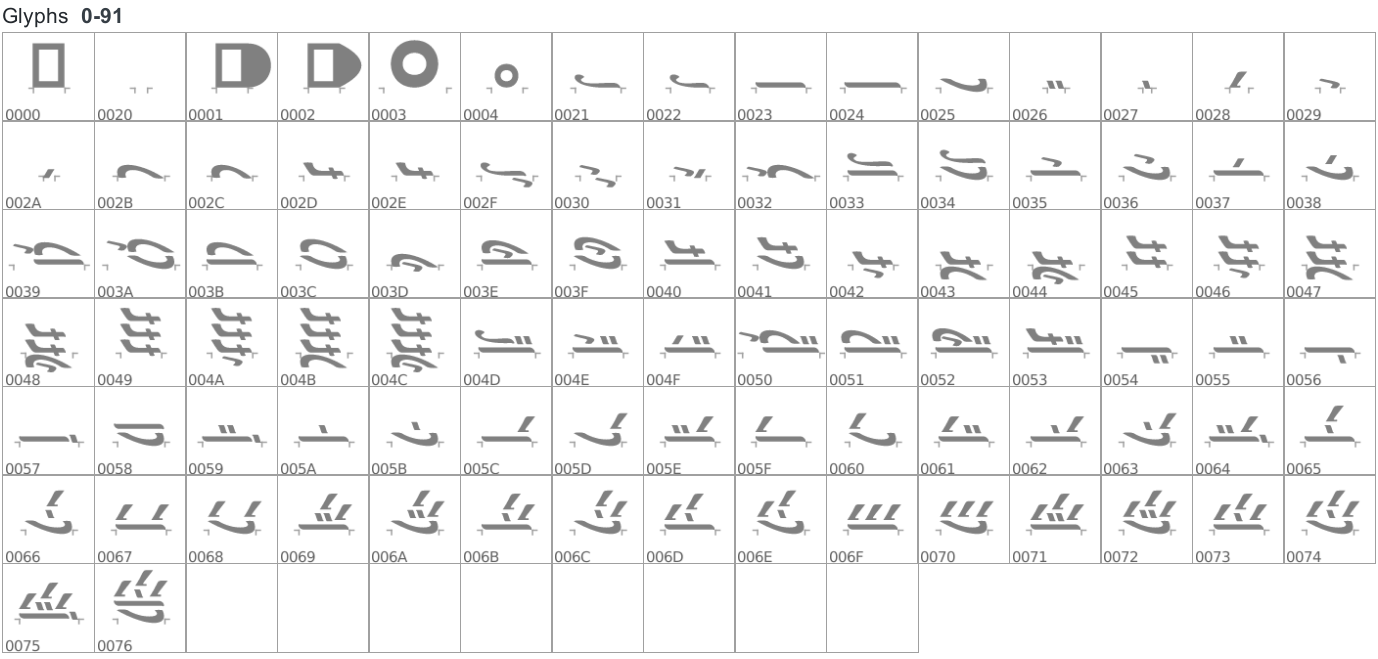 Glyphs 0-91
0000 0020 0001 0002 0003 0004 0021 0022 0023 0024 0025 0026 0027 0028 0029
002A 002B 002C 002D 002E 002F 0030 0031 0032 0033 0034 0035 0036 0037 0038
0039 003A 003B 003C 003D 003E 003F 0040 0041 0042 0043 0044 0045 0046 0047
0048 0049 004A 004B 004C 004D 004E 004F 0050 0051 0052 0053 0054 0055 0056
0057 0058 0059 005A 005B 005C 005D 005E 005F 0060 0061 0062 0063 0064 0065
0066 0067 0068 0069 006A 006B 006C 006D 006E 006F 0070 0071 0072 0073 0074
0075 0076